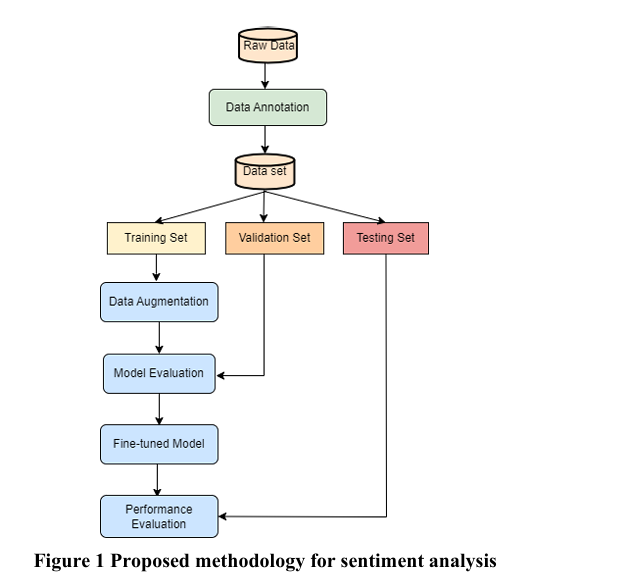 Raw Data
Data Annotation
Data set
Training Set
Validation Set
Testing Set
Data Augmentation
Model Evaluation
Fine-tuned Model
Performance
Evaluation
Figure 1 Proposed methodology for sentiment analysis